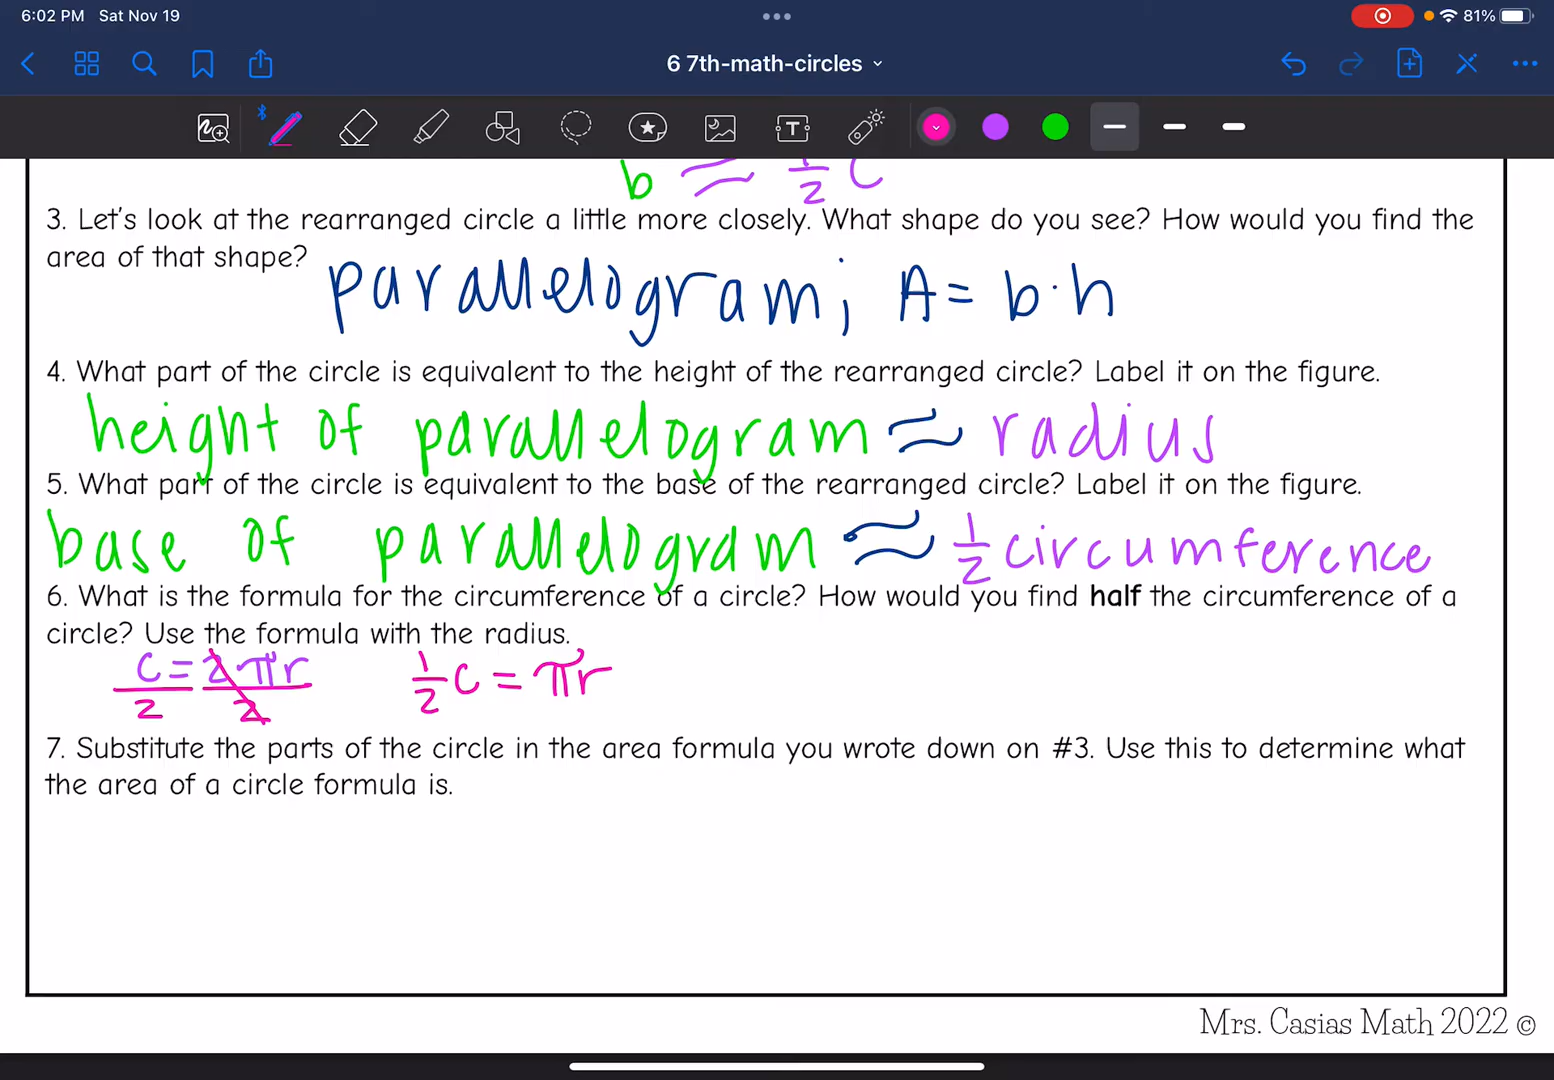 6:02 PM Sat Nov 19
81%
6 7th-math-circles
T
b ≈ 1/2 C
3. Let's look at the rearranged circle a little more closely. What shape do you see? How would you find the
area of that shape?
parallelogram; A = b·h
4. What part of the circle is equivalent to the height of the rearranged circle? Label it on the figure.
height of parallelogram ≈ radius
5. What part of the circle is equivalent to the base of the rearranged circle? Label it on the figure.
base of parallelogram ≈ 1/2 circumference
6. What is the formula for the circumference of a circle? How would you find half the circumference of a
circle? Use the formula with the radius.
C = 2πr 1/2 C = πr
2 2
7. Substitute the parts of the circle in the area formula you wrote down on #3. Use this to determine what
the area of a circle formula is.
Mrs. Casias Math 2022 ©